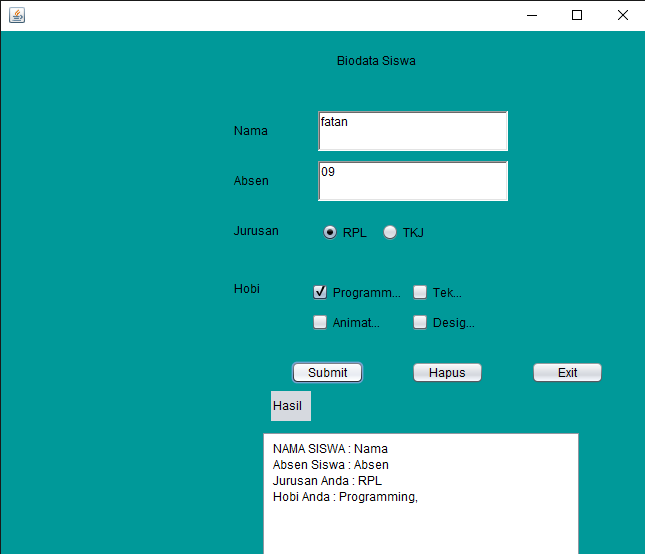 Biodata Siswa
Nama
fatan
Absen
09
Jurusan
RPL TKJ
Hobi
Programm... Tek...
Animat... Desig...
Submit Hapus Exit
Hasil
NAMA SISWA : Nama
Absen Siswa : Absen
Jurusan Anda : RPL
Hobi Anda : Programming,